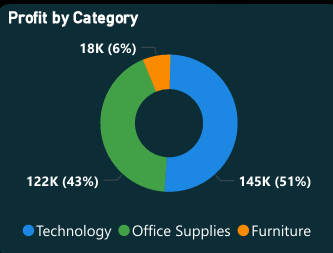 Profit by Category
18K (6%)
122K (43%)
145K (51%)
Technology
Office Supplies
Furniture